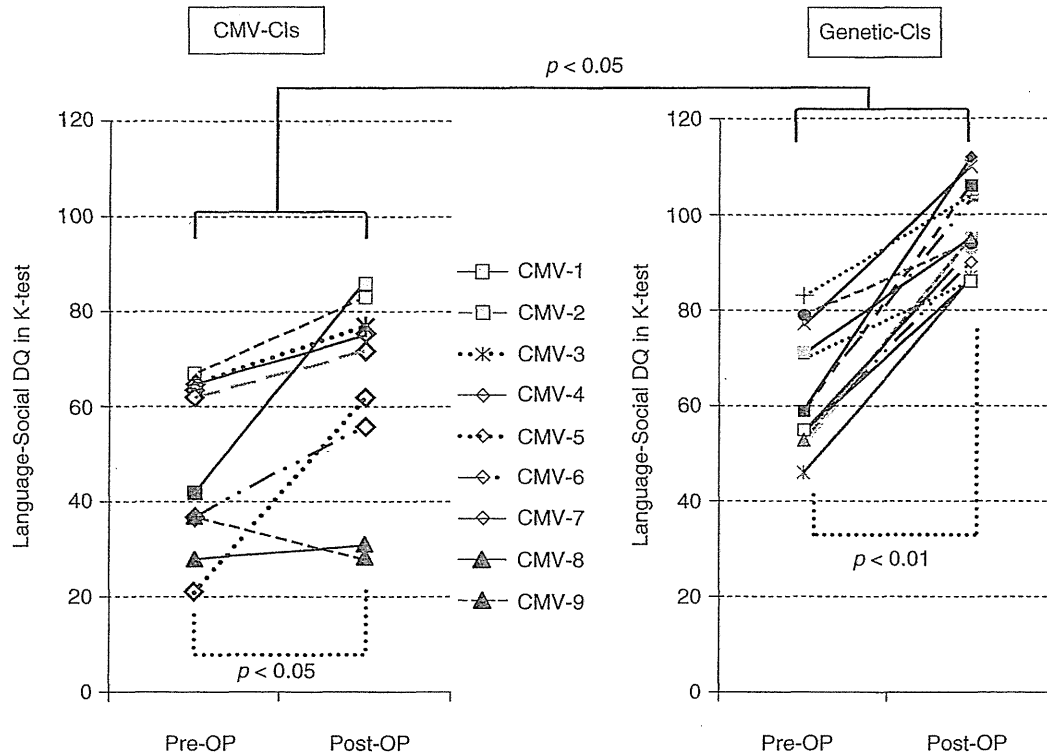 CMV-CIs
Genetic-CIs
p < 0.05
Language-Social DQ in K-test
120
100
80
60
40
20
0
Pre-OP
Post-OP
p < 0.05
CMV-1
CMV-2
CMV-3
CMV-4
CMV-5
CMV-6
CMV-7
CMV-8
CMV-9
Language-Social DQ in K-test
120
100
80
60
40
20
0
Pre-OP
Post-OP
p < 0.01